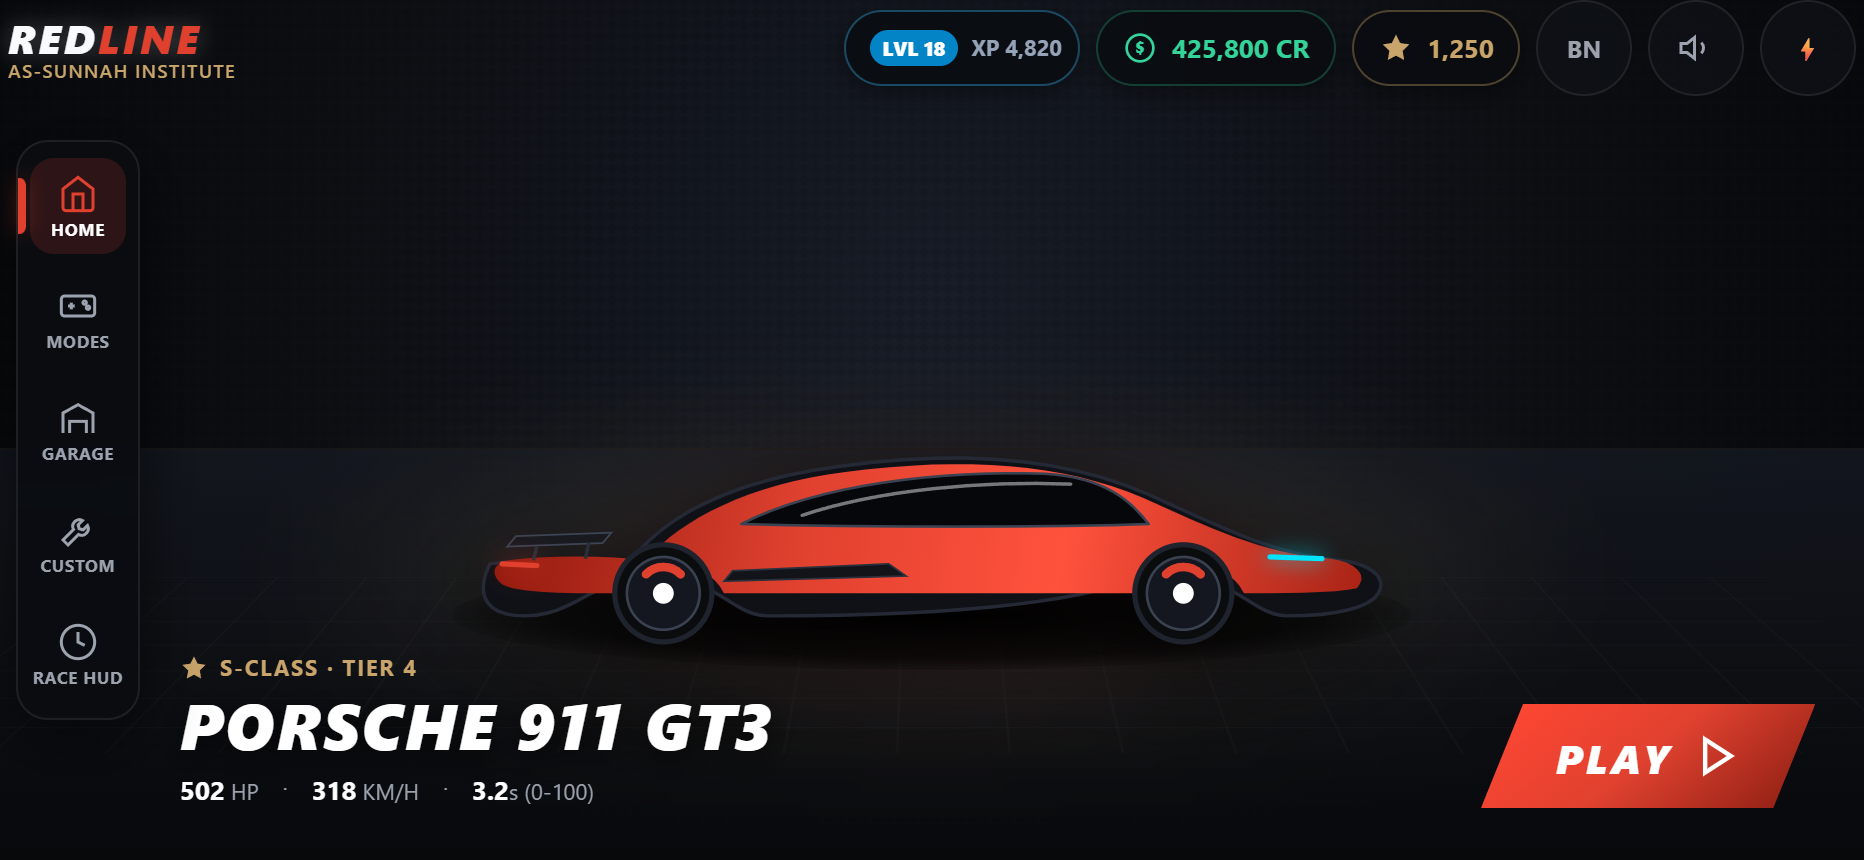 REDLINE
AS-SUNNAH INSTITUTE
LVL 18 XP 4,820
$ 425,800 CR
1,250
BN
HOME
MODES
GARAGE
CUSTOM
RACE HUD
S-CLASS · TIER 4
PORSCHE 911 GT3
502 HP · 318 KM/H · 3.2s (0-100)
PLAY